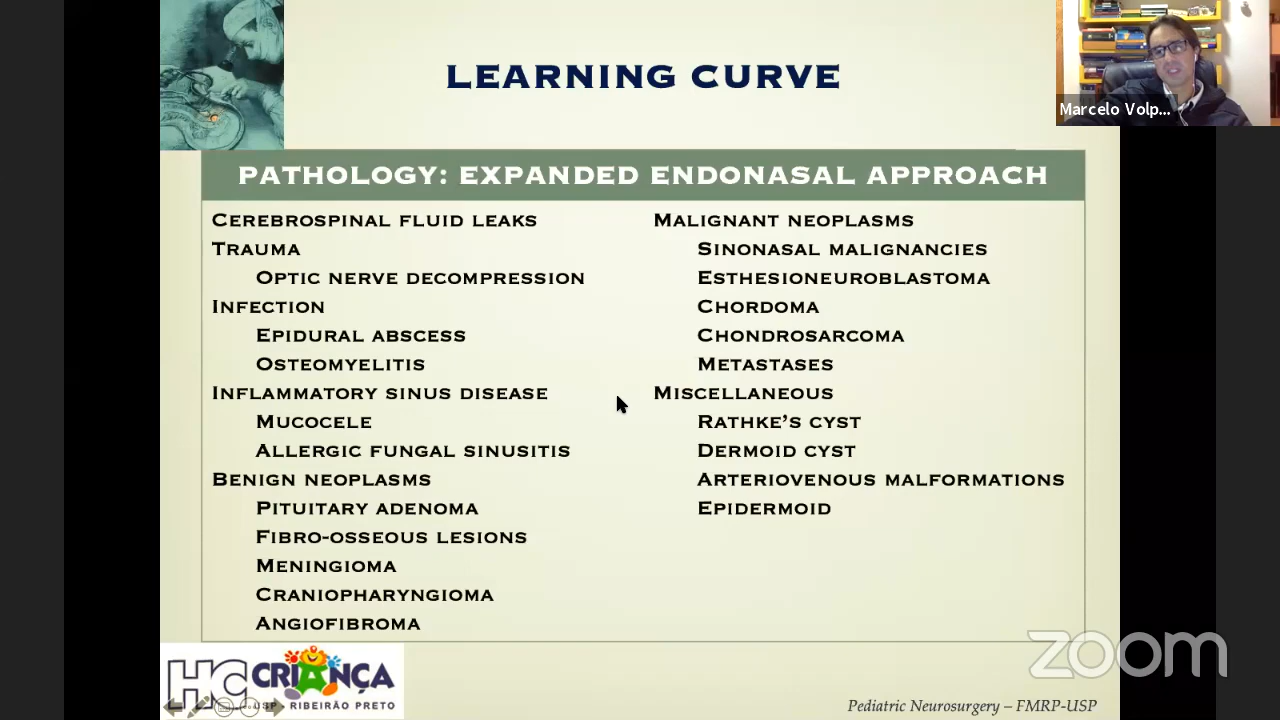 LEARNING CURVE
Marcelo Volp...
PATHOLOGY: EXPANDED ENDONASAL APPROACH
CEREBROSPINAL FLUID LEAKS
TRAUMA
OPTIC NERVE DECOMPRESSION
INFECTION
EPIDURAL ABSCESS
OSTEOMYELITIS
INFLAMMATORY SINUS DISEASE
MUCOCELE
ALLERGIC FUNGAL SINUSITIS
BENIGN NEOPLASMS
PITUITARY ADENOMA
FIBRO-OSSEOUS LESIONS
MENINGIOMA
CRANIOPHARYNGIOMA
ANGIOFIBROMA
MALIGNANT NEOPLASMS
SINONASAL MALIGNANCIES
ESTHESIONEUROBLASTOMA
CHORDOMA
CHONDROSARCOMA
METASTASES
MISCELLANEOUS
RATHKE'S CYST
DERMOID CYST
ARTERIOVENOUS MALFORMATIONS
EPIDERMOID
HC CRIANÇA
USP RIBEIRÃO PRETO
zoom
Pediatric Neurosurgery – FMRP-USP